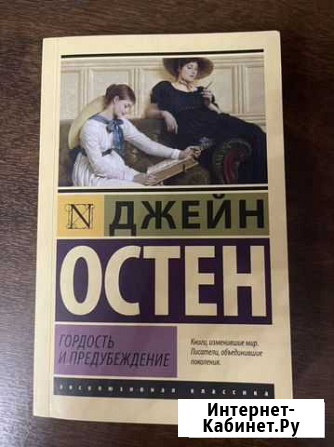 N
ДЖЕЙН
ОСТЕН
ГОРДОСТЬ
И ПРЕДУБЕЖДЕНИЕ
Книги, изменившие мир.
Писатели, объединившие
поколения.
эксклюзивная классика
Интернет-
Кабинет.Ру